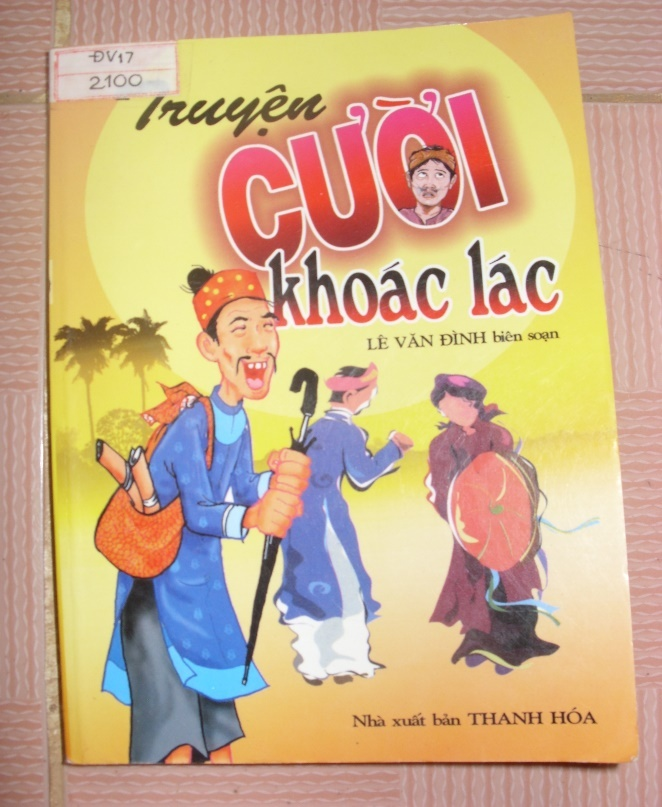 ĐV17
2100
Truyện
CƯỜI
khoác lác
LÊ VĂN ĐÌNH biên soạn
Nhà xuất bản THANH HÓA